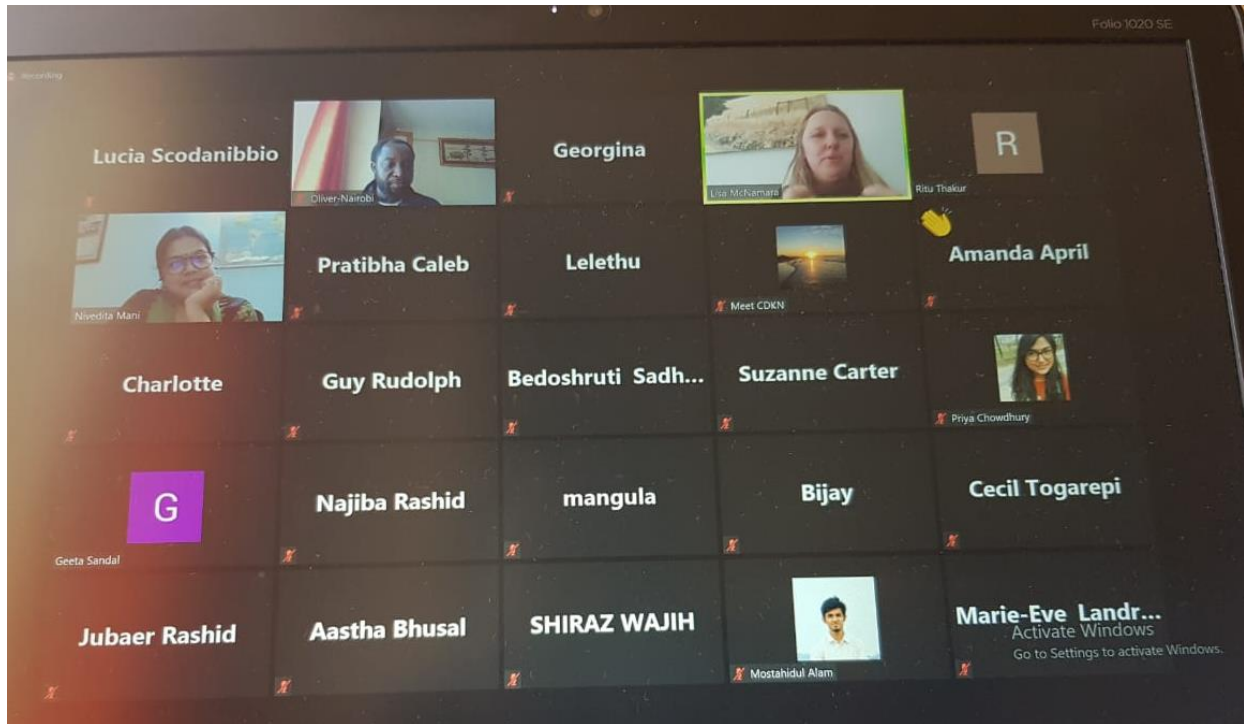 Folio 1020 SE
Recording
Lucia Scodanibbio
Oliver-Nairobi
Georgina
Lisa McNamara
R
Ritu Thakur
Nivedita Mani
Pratibha Caleb
Lelethu
Meet CDKN
Amanda April
Charlotte
Guy Rudolph
Bedoshruti Sadh...
Suzanne Carter
Priya Chowdhury
G
Geeta Sandal
Najiba Rashid
mangula
Bijay
Cecil Togarepi
Jubaer Rashid
Aastha Bhusal
SHIRAZ WAJIH
Mostahidul Alam
Marie-Eve Landr...
Activate Windows
Go to Settings to activate Windows.